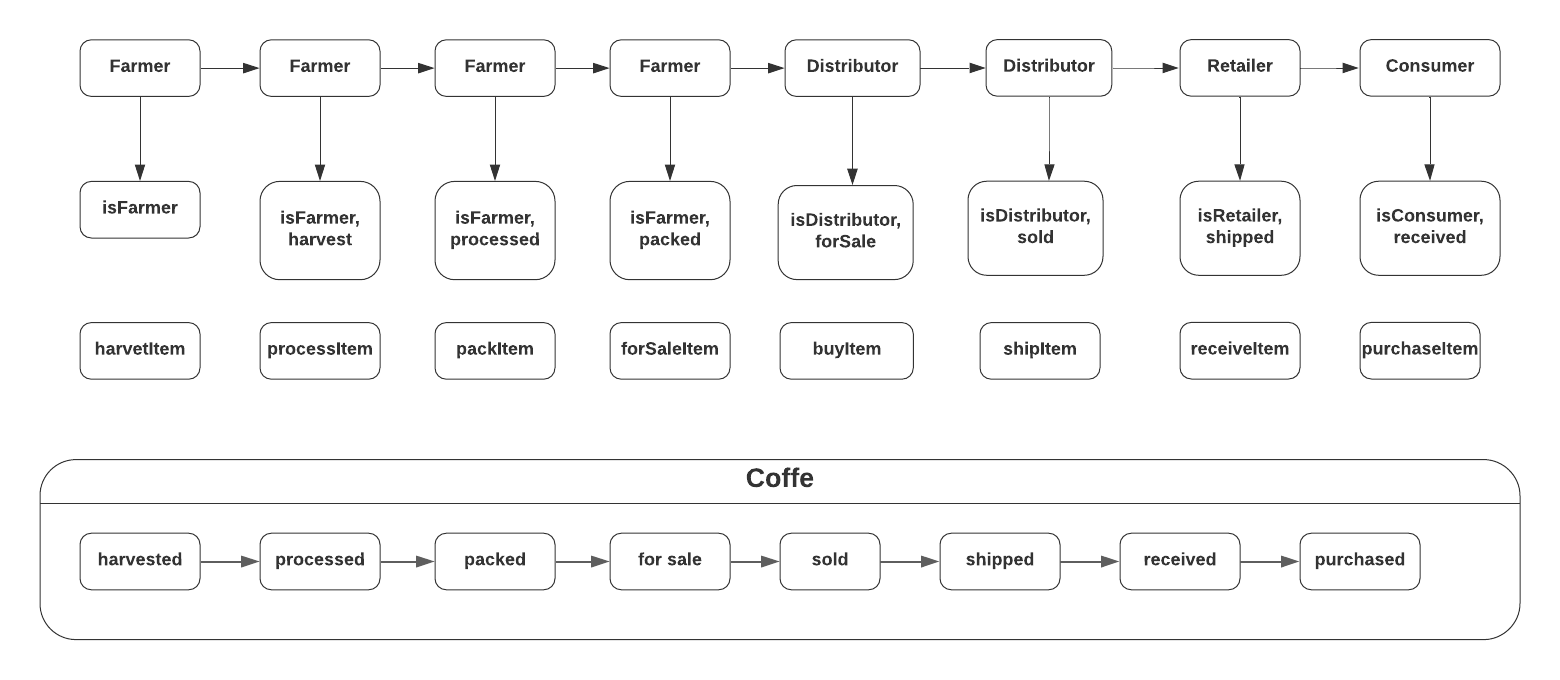 Farmer
Farmer
Farmer
Farmer
Distributor
Distributor
Retailer
Consumer
isFarmer
isFarmer,
harvest
isFarmer,
processed
isFarmer,
packed
isDistributor,
forSale
isDistributor,
sold
isRetailer,
shipped
isConsumer,
received
harvetItem
processItem
packItem
forSaleItem
buyItem
shipItem
receiveItem
purchaseItem
Coffe
harvested
processed
packed
for sale
sold
shipped
received
purchased